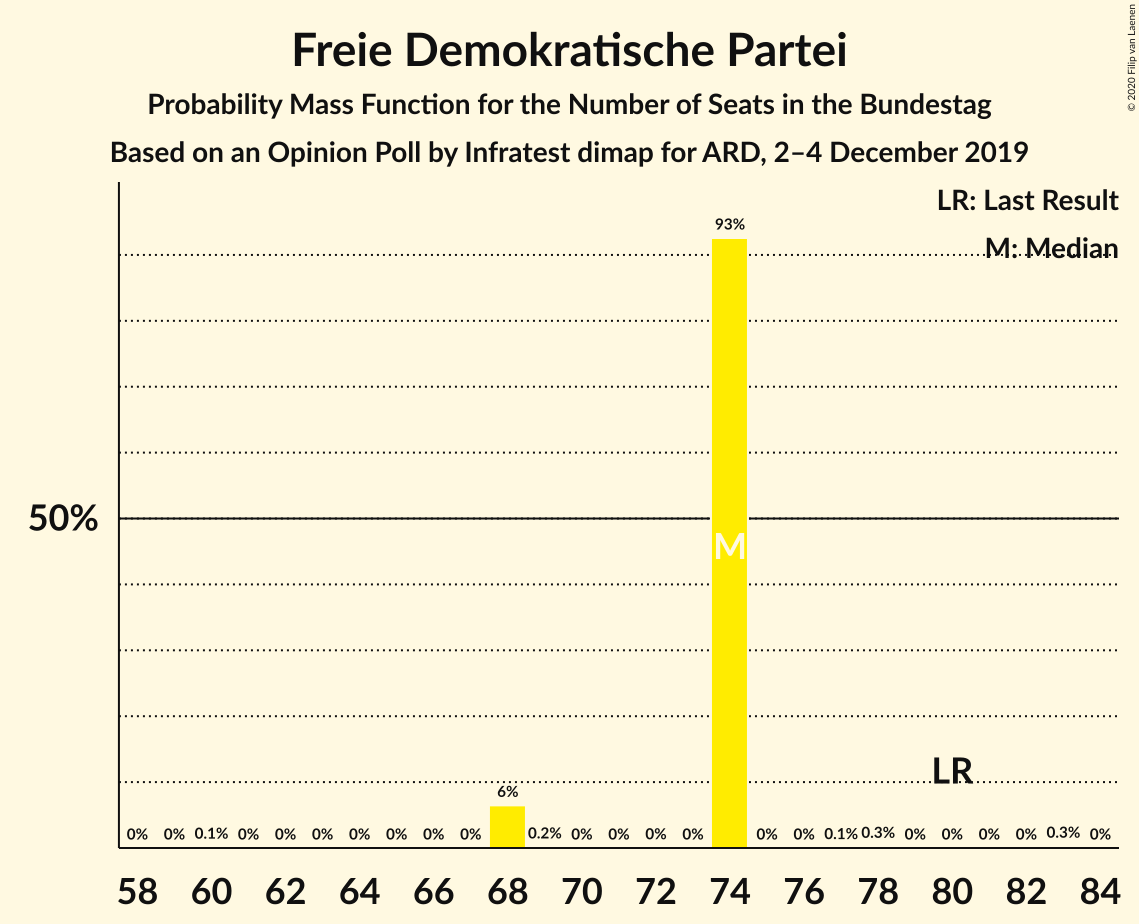 Freie Demokratische Partei
Probability Mass Function for the Number of Seats in the Bundestag
Based on an Opinion Poll by Infratest dimap for ARD, 2–4 December 2019
© 2020 Filip van Laenen
LR: Last Result
M: Median
93%
50%
M
LR
6%
0% 0% 0.1% 0% 0% 0% 0% 0% 0% 0% 0.2% 0% 0% 0% 0% 0% 0% 0.1% 0.3% 0% 0% 0% 0% 0.3% 0%
58 60 62 64 66 68 70 72 74 76 78 80 82 84